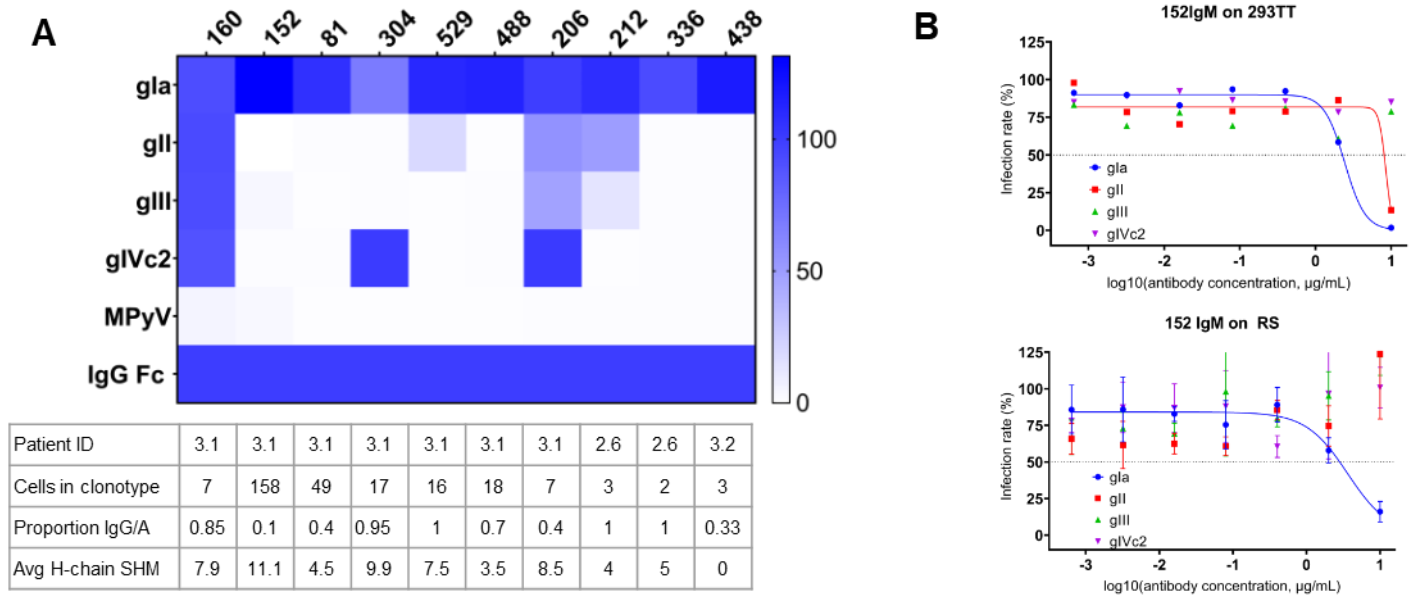 A
160 152 81 304 529 488 206 212 336 438
gIa
gII
gIII
gIVc2
MPyV
IgG Fc
100
50
0
Patient ID 3.1 3.1 3.1 3.1 3.1 3.1 3.1 2.6 2.6 3.2
Cells in clonotype 7 158 49 17 16 18 7 3 2 3
Proportion IgG/A 0.85 0.1 0.4 0.95 1 0.7 0.4 1 1 0.33
Avg H-chain SHM 7.9 11.1 4.5 9.9 7.5 3.5 8.5 4 5 0
B
152IgM on 293TT
Infection rate (%)
125
100
75
50
25
0
gIa
gII
gIII
gIVc2
-3 -2 -1 0 1
log10(antibody concentration, µg/mL)
152 IgM on RS
Infection rate (%)
125
100
75
50
25
0
gIa
gII
gIII
gIVc2
-3 -2 -1 0 1
log10(antibody concentration, µg/mL)